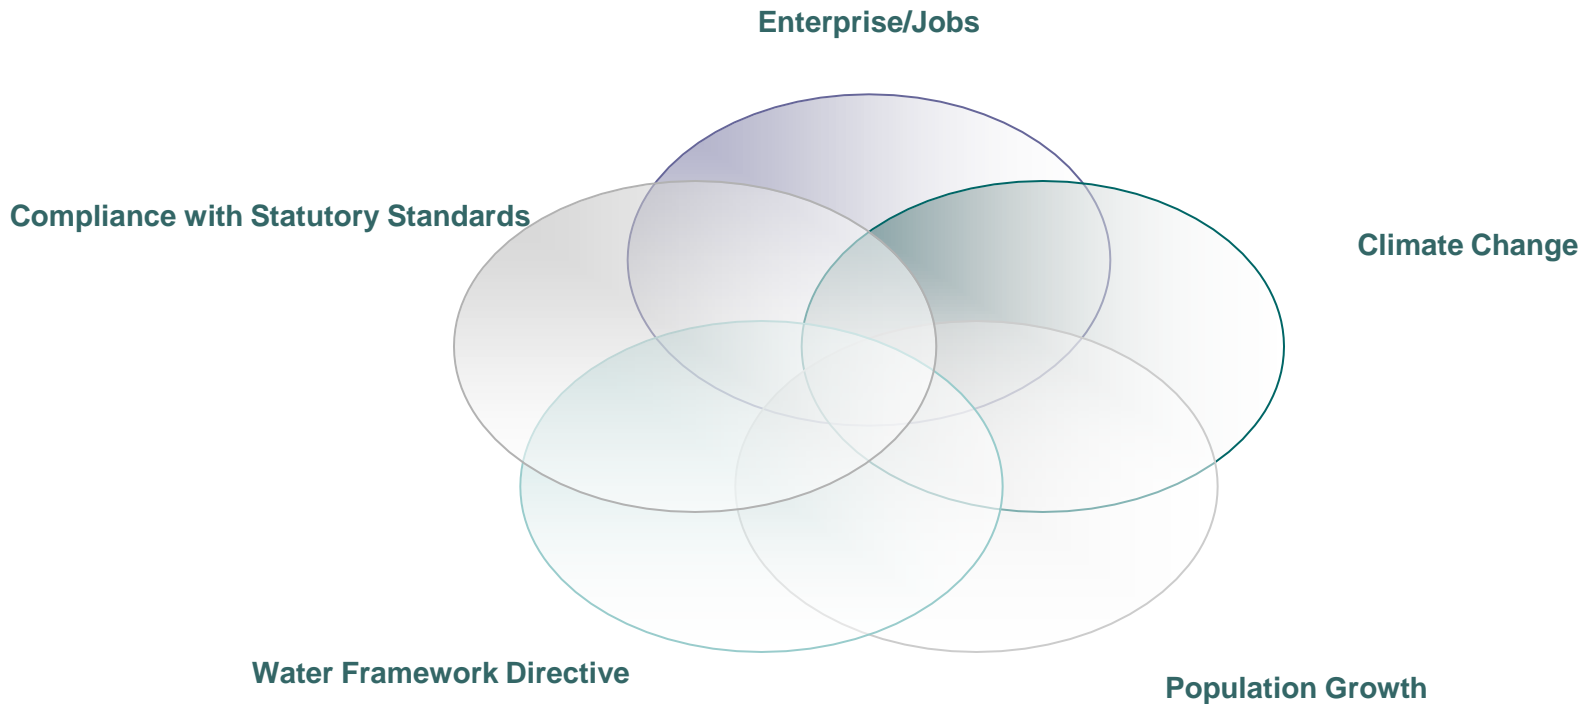 Enterprise/Jobs
Compliance with Statutory Standards
Climate Change
Water Framework Directive
Population Growth